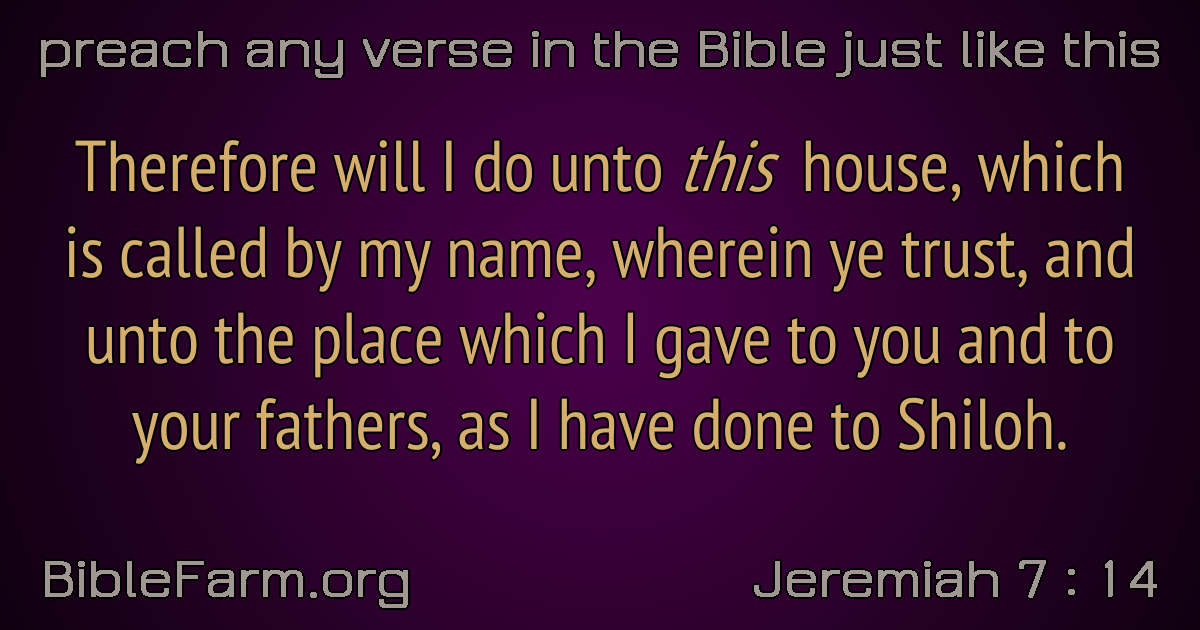 preach any verse in the Bible just like this
Therefore will I do unto this house, which
is called by my name, wherein ye trust, and
unto the place which I gave to you and to
your fathers, as I have done to Shiloh.
BibleFarm.org
Jeremiah 7 : 14